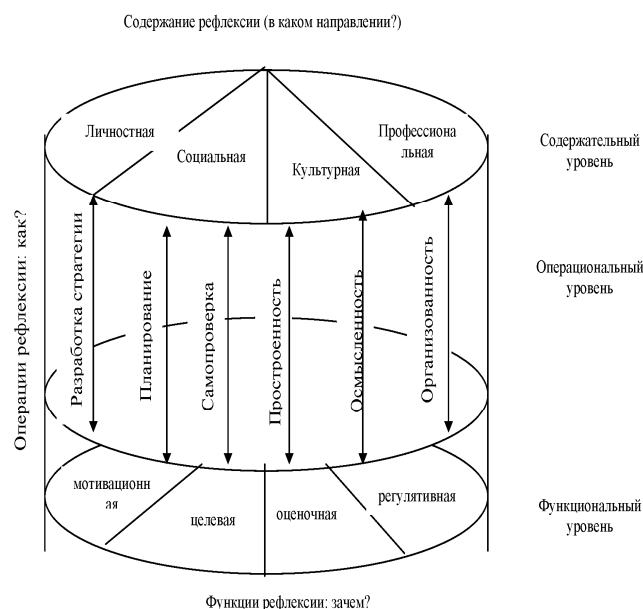 Содержание рефлексии (в каком направлении?)
Личностная
Социальная
Культурная
Профессиона
льная
Содержательный
уровень
Операции рефлексии: как?
Разработка стратегии
Планирование
Самопроверка
Простроенность
Осмысленность
Организованность
Операциональный
уровень
мотивационн
ая
целевая
оценочная
регулятивная
Функциональный
уровень
Функции рефлексии: зачем?